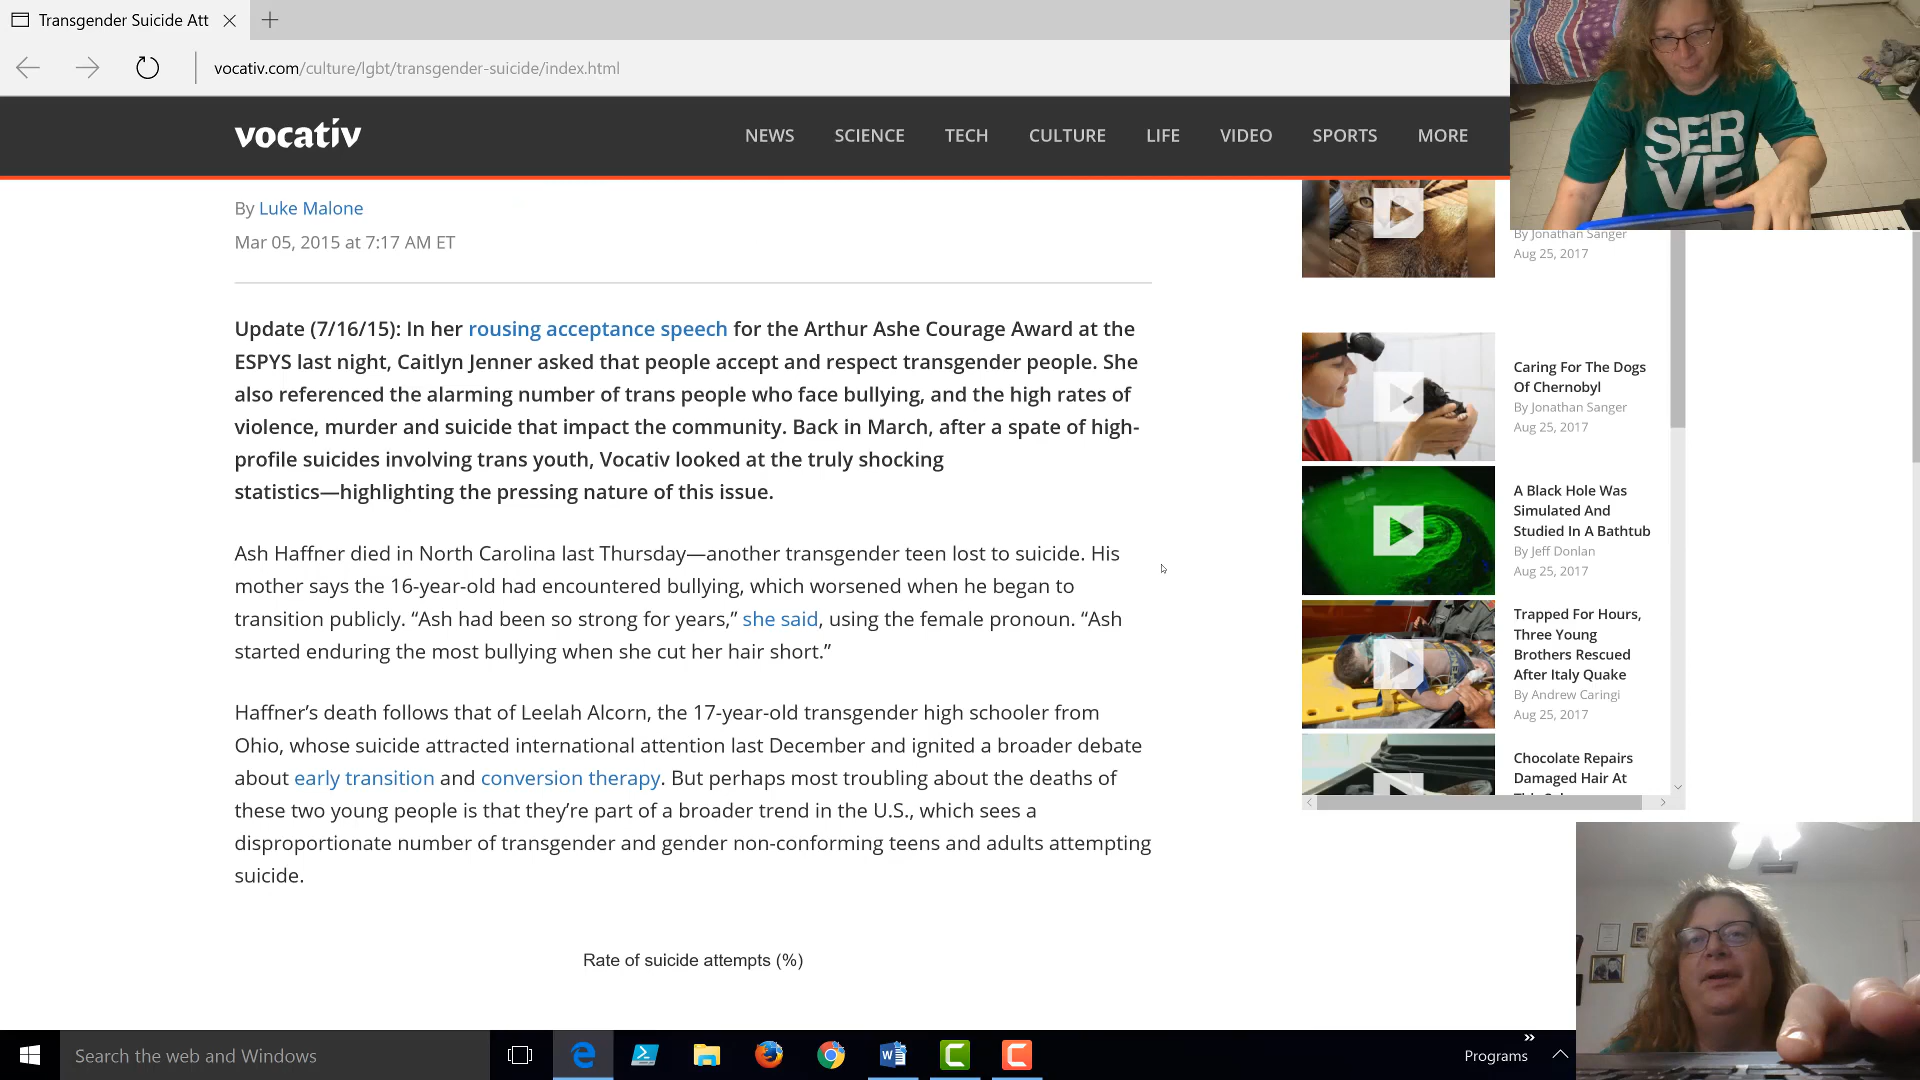 Transgender Suicide Att
vocativ.com/culture/lgbt/transgender-suicide/index.html
vocativ
NEWS
SCIENCE
TECH
CULTURE
LIFE
VIDEO
SPORTS
MORE
SER
VE
By Luke Malone
Mar 05, 2015 at 7:17 AM ET
Update (7/16/15): In her rousing acceptance speech for the Arthur Ashe Courage Award at the
ESPYS last night, Caitlyn Jenner asked that people accept and respect transgender people. She
also referenced the alarming number of trans people who face bullying, and the high rates of
violence, murder and suicide that impact the community. Back in March, after a spate of high-
profile suicides involving trans youth, Vocativ looked at the truly shocking
statistics—highlighting the pressing nature of this issue.
Ash Haffner died in North Carolina last Thursday—another transgender teen lost to suicide. His
mother says the 16-year-old had encountered bullying, which worsened when he began to
transition publicly. “Ash had been so strong for years,” she said, using the female pronoun. “Ash
started enduring the most bullying when she cut her hair short.”
Haffner’s death follows that of Leelah Alcorn, the 17-year-old transgender high schooler from
Ohio, whose suicide attracted international attention last December and ignited a broader debate
about early transition and conversion therapy. But perhaps most troubling about the deaths of
these two young people is that they’re part of a broader trend in the U.S., which sees a
disproportionate number of transgender and gender non-conforming teens and adults attempting
suicide.
Rate of suicide attempts (%)
By Jonathan Sanger
Aug 25, 2017
Caring For The Dogs
Of Chernobyl
By Jonathan Sanger
Aug 25, 2017
A Black Hole Was
Simulated And
Studied In A Bathtub
By Jeff Donlan
Aug 25, 2017
Trapped For Hours,
Three Young
Brothers Rescued
After Italy Quake
By Andrew Caringi
Aug 25, 2017
Chocolate Repairs
Damaged Hair At
Search the web and Windows
Programs